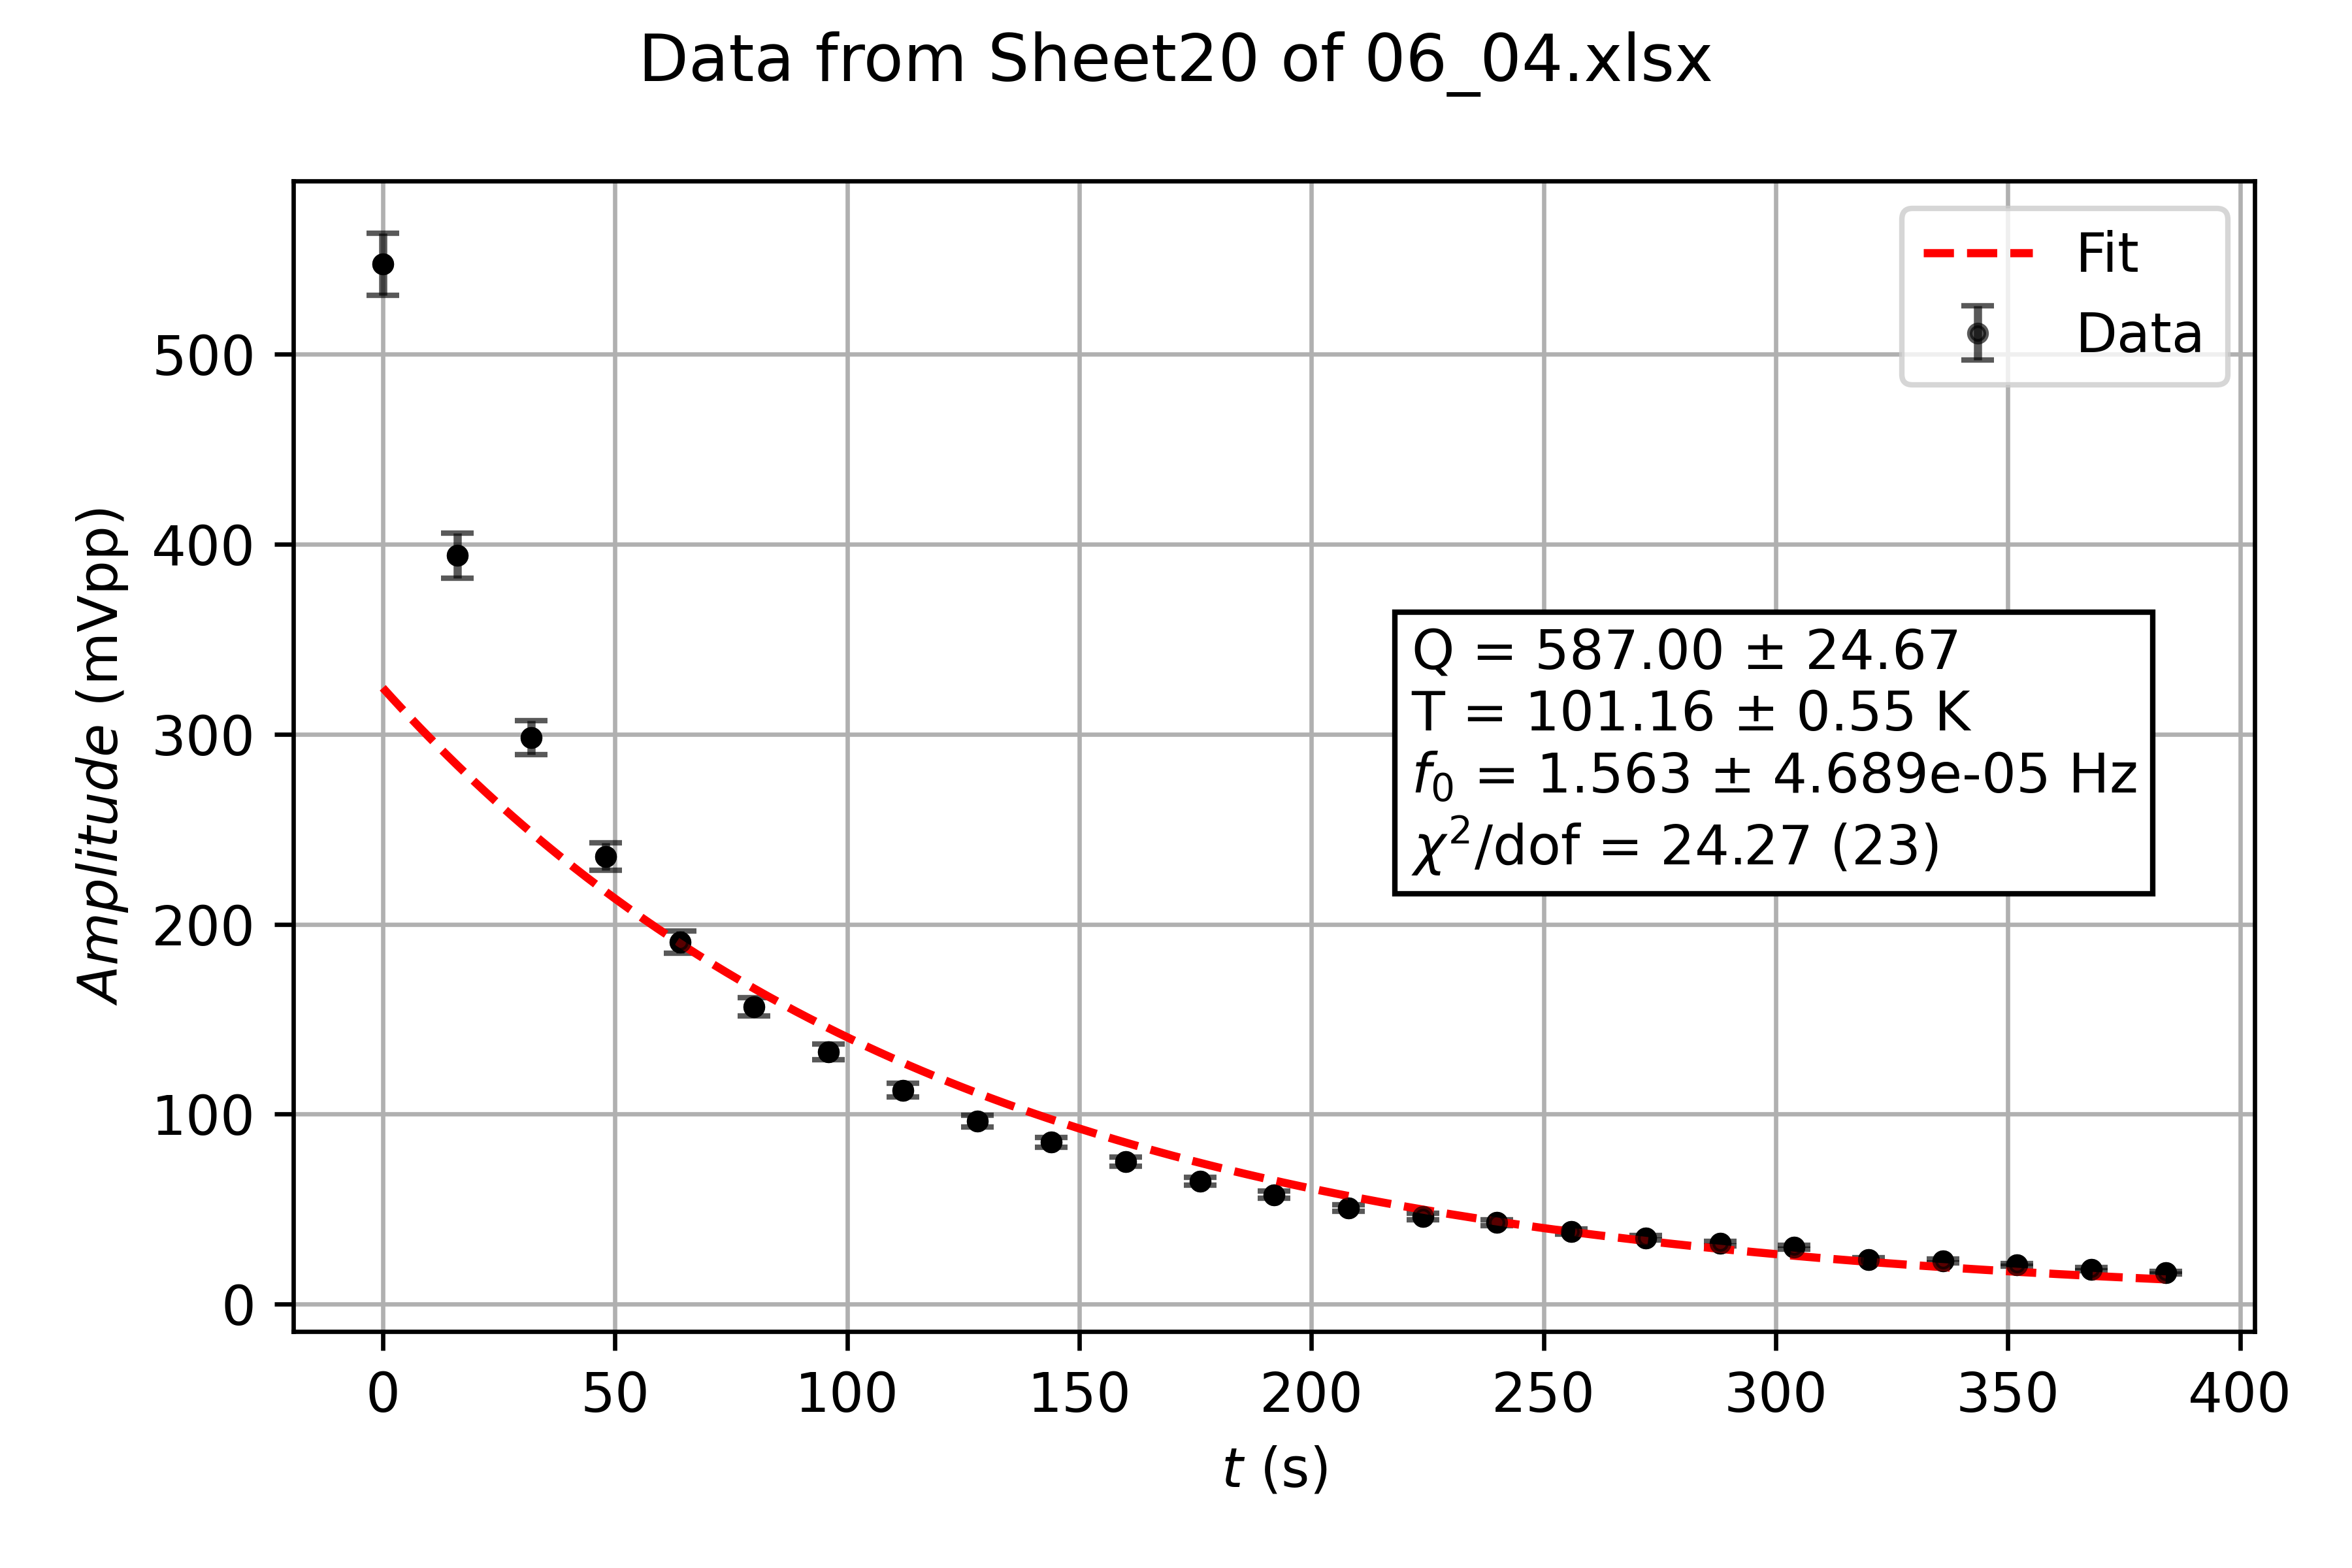 Data from Sheet20 of 06_04.xlsx
Amplitude (mVpp)
500
400
300
200
100
0
Fit
Data
Q = 587.00 ± 24.67
T = 101.16 ± 0.55 K
f₀ = 1.563 ± 4.689e-05 Hz
χ²/dof = 24.27 (23)
0 50 100 150 200 250 300 350 400
t (s)